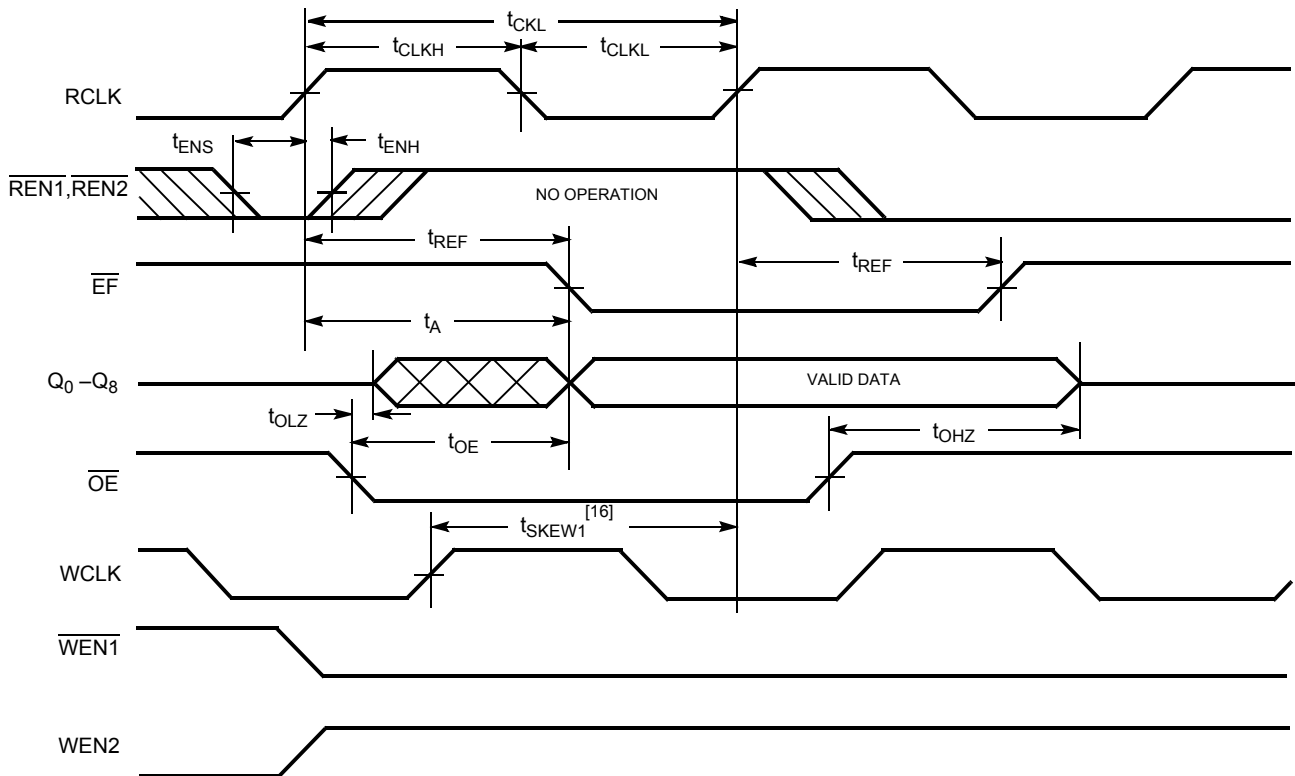 tCKL
tCLKH
tCLKL
RCLK
tENS
tENH
REN1,REN2
NO OPERATION
tREF
tREF
EF
tA
Q0 –Q8
VALID DATA
tOLZ
tOE
tOHZ
OE
tSKEW1[16]
WCLK
WEN1
WEN2